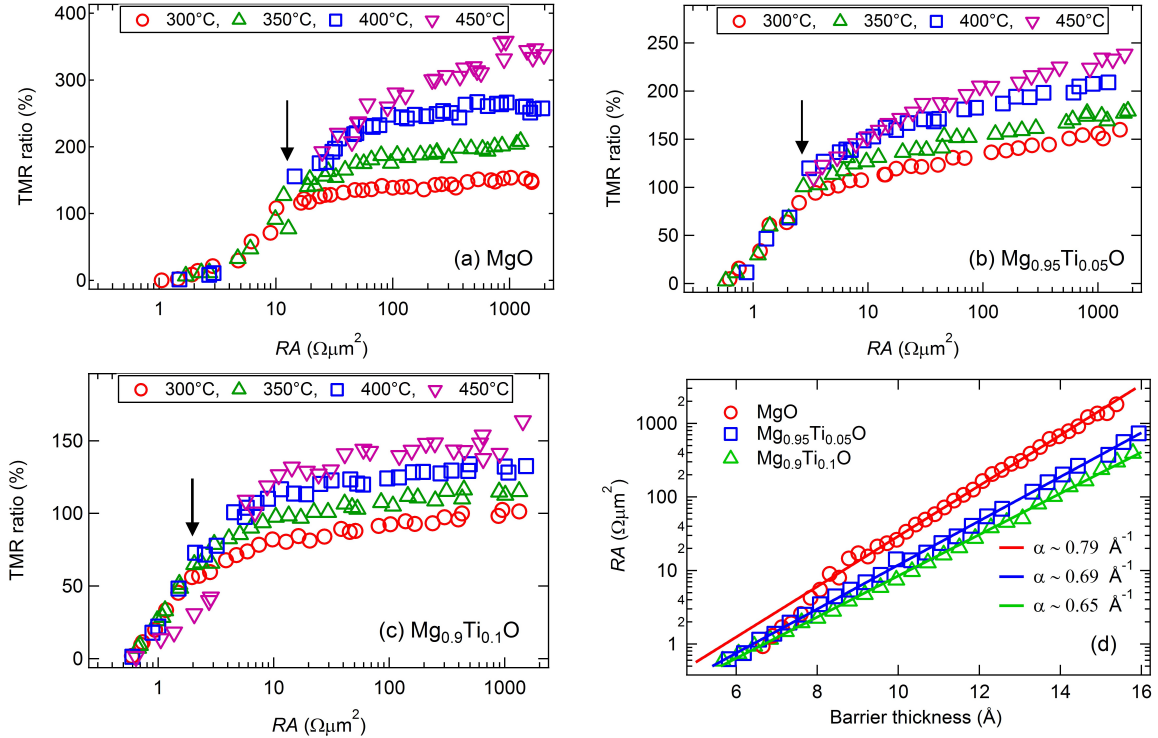 300°C, 350°C, 400°C, 450°C
TMR ratio (%)
400
300
200
100
0
(a) MgO
1 10 100 1000
RA (Ωμm²)
300°C, 350°C, 400°C, 450°C
TMR ratio (%)
250
200
150
100
50
0
(b) Mg₀.₉₅Ti₀.₀₅O
1 10 100 1000
RA (Ωμm²)
300°C, 350°C, 400°C, 450°C
TMR ratio (%)
150
100
50
0
(c) Mg₀.₉Ti₀.₁O
1 10 100 1000
RA (Ωμm²)
MgO
Mg₀.₉₅Ti₀.₀₅O
Mg₀.₉Ti₀.₁O
RA (Ωμm²)
2
1000
2
100
2
10
2
1
α ~ 0.79 Å⁻¹
α ~ 0.69 Å⁻¹
α ~ 0.65 Å⁻¹
(d)
6 8 10 12 14 16
Barrier thickness (Å)